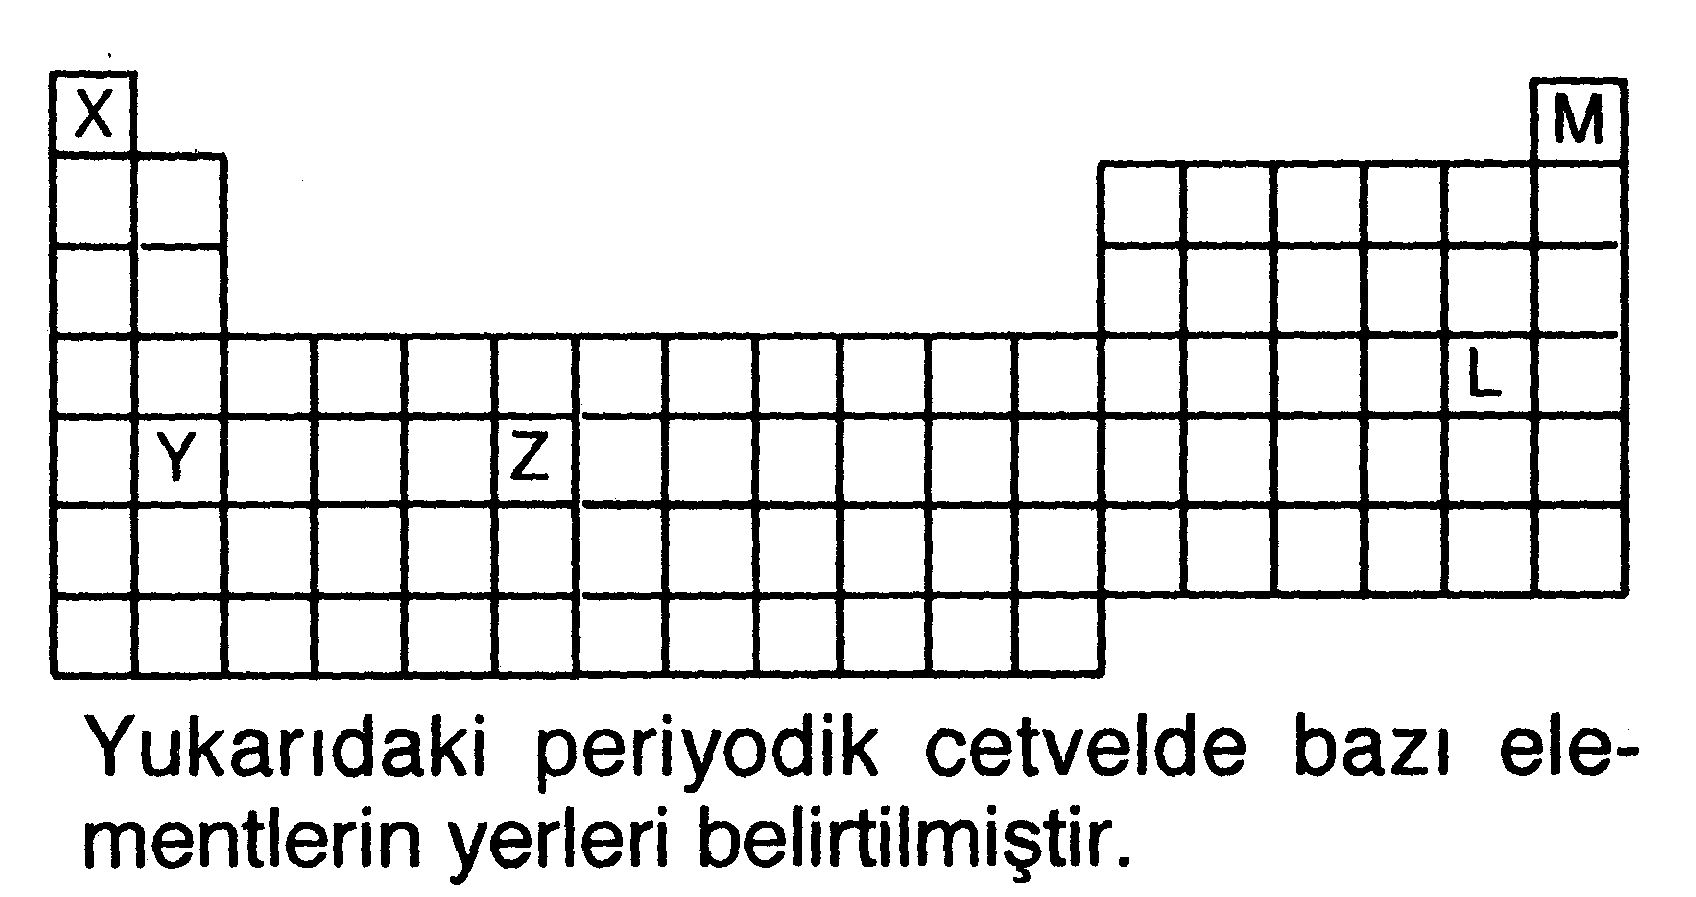 X M
L
Y Z
Yukarıdaki periyodik cetvelde bazı ele-
mentlerin yerleri belirtilmiştir.